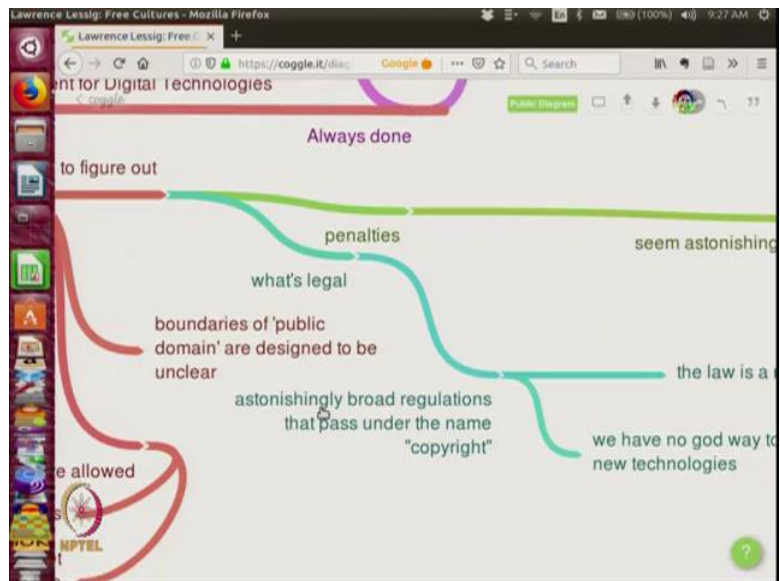 Lawrence Lessig: Free Cultures - Mozilla Firefox
En (100%) 9:27 AM
Lawrence Lessig: Free C
https://coggle.it/diag Google Search
ent for Digital Technologies
coggle
Public Diagram
Always done
to figure out
penalties
seem astonishing
what's legal
boundaries of 'public
domain' are designed to be
unclear
the law is a
astonishingly broad regulations
that pass under the name
"copyright"
we have no god way to
new technologies
e allowed
s
NPTEL
t
?